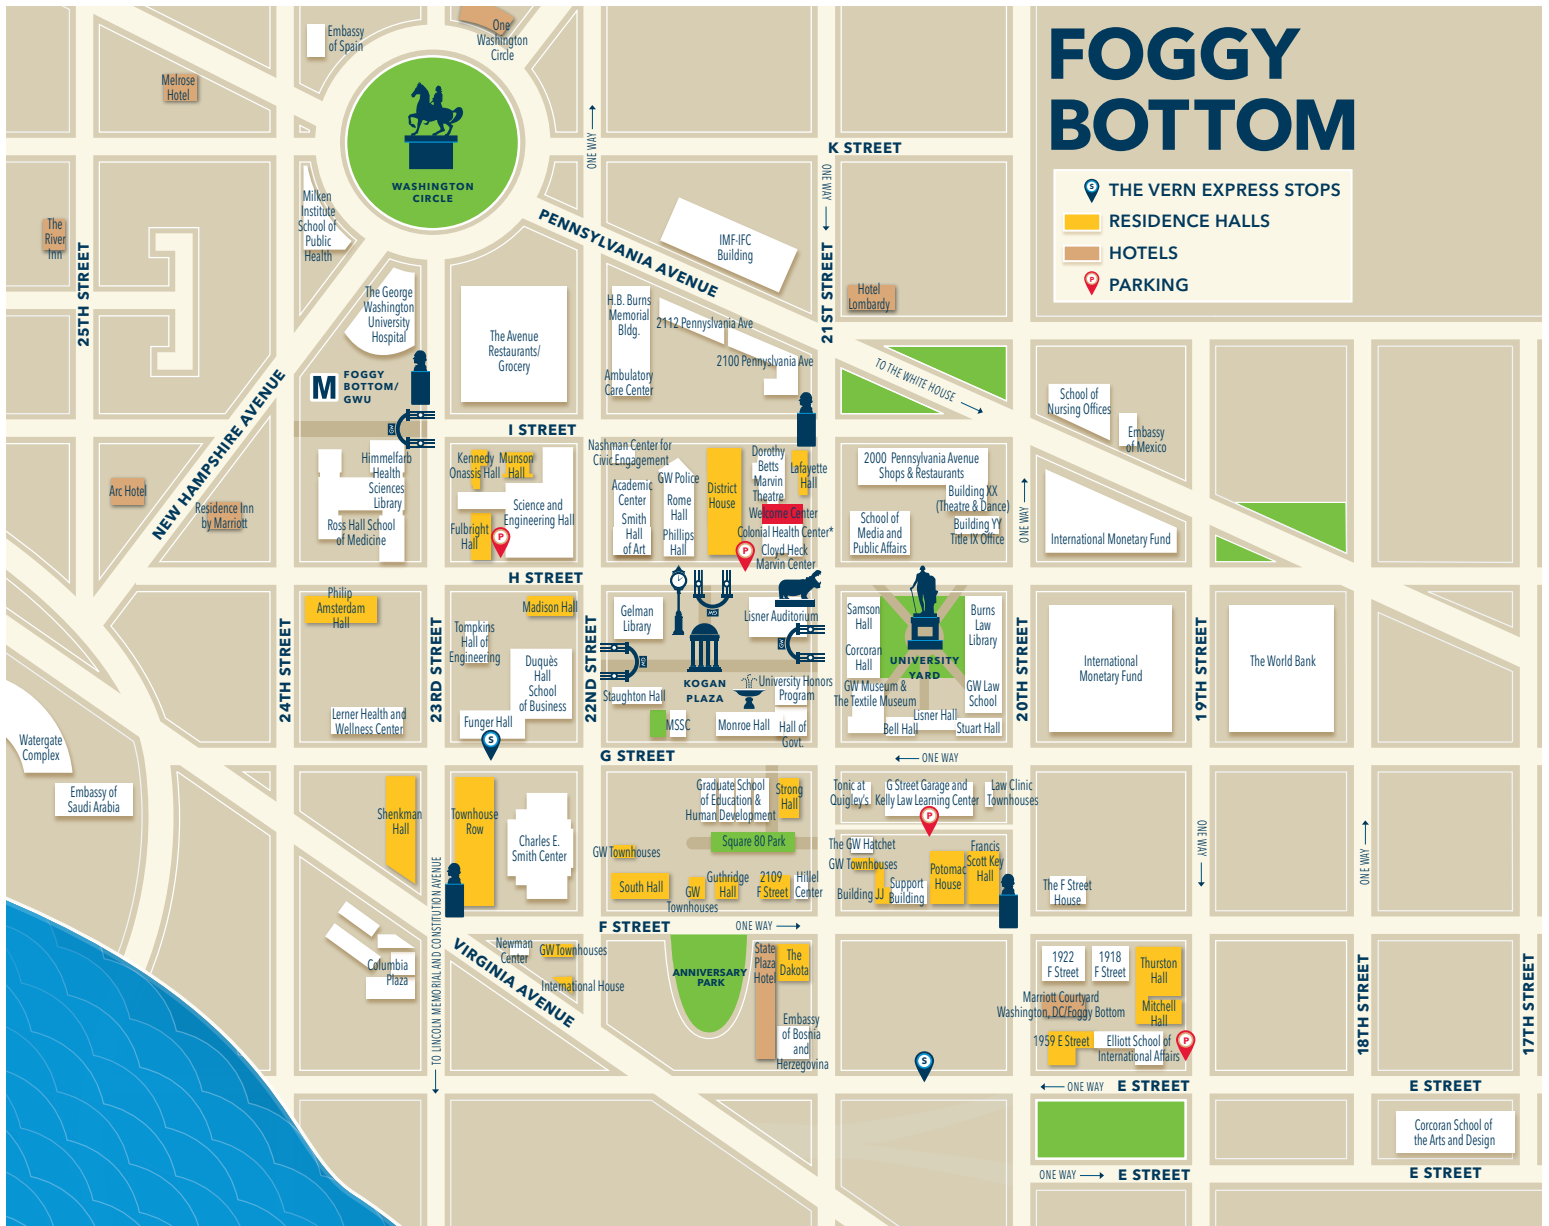 FOGGY
BOTTOM
THE VERN EXPRESS STOPS
RESIDENCE HALLS
HOTELS
PARKING
Embassy
of Spain
One
Washington
Circle
Melrose
Hotel
WASHINGTON
CIRCLE
ONE WAY
K STREET
ONE WAY
Milken
Institute
School of
Public
Health
The
River
Inn
25TH STREET
PENNSYLVANIA AVENUE
IMF-IFC
Building
21ST STREET
Hotel
Lombardy
The George
Washington
University
Hospital
The Avenue
Restaurants/
Grocery
H.B. Burns
Memorial
Bldg.
Ambulatory
Care Center
2112 Pennyslvania Ave
2100 Pennyslvania Ave
TO THE WHITE HOUSE
M
FOGGY
BOTTOM/
GWU
GW
NEW HAMPSHIRE AVENUE
School of
Nursing Offices
Embassy
of Mexico
I STREET
Himmelfarb
Health
Sciences
Library
Ross Hall School
of Medicine
Arc Hotel
Residence Inn
by Marriott
Kennedy
Onassis Hall
Munson
Hall
Science and
Engineering Hall
Fulbright
Hall
P
Nashman Center for
Civic Engagement
Academic
Center
Smith
Hall
of Art
GW Police
Rome
Hall
Phillips
Hall
District
House
Dorothy
Betts
Marvin
Theatre
Lafayette
Hall
Welcome Center
Colonial Health Center*
Cloyd Heck
Marvin Center
P
2000 Pennsylvania Avenue
Shops & Restaurants
Building XX
(Theatre & Dance)
Building YY
Title IX Office
School of
Media and
Public Affairs
ONE WAY
International Monetary Fund
H STREET
Philip
Amsterdam
Hall
Madison Hall
Tompkins
Hall of
Engineering
Duquès
Hall
School
of Business
Funger Hall
S
Lerner Health and
Wellness Center
24TH STREET
23RD STREET
22ND STREET
Gelman
Library
GW
GW
GW
Lisner Auditorium
KOGAN
PLAZA
Staughton Hall
MSSC
University Honors
Program
Monroe Hall
Hall of
Govt.
Samson
Hall
Corcoran
Hall
UNIVERSITY
YARD
Burns
Law
Library
GW Museum &
The Textile Museum
GW Law
School
Lisner Hall
Bell Hall
Stuart Hall
20TH STREET
International
Monetary Fund
19TH STREET
The World Bank
Watergate
Complex
Embassy of
Saudi Arabia
G STREET
ONE WAY
Shenkman
Hall
Townhouse
Row
Charles E.
Smith Center
Graduate School
of Education &
Human Development
Strong
Hall
Square 80 Park
GW Townhouses
South Hall
GW
Townhouses
Guthridge
Hall
2109
F Street
Hillel
Center
Tonic at
Quigley's
G Street Garage and
Kelly Law Learning Center
Law Clinic
Townhouses
P
The GW Hatchet
GW Townhouses
Building JJ
Support
Building
Potomac
House
Francis
Scott Key
Hall
The F Street
House
ONE WAY
ONE WAY
TO LINCOLN MEMORIAL AND CONSTITUTION AVENUE
F STREET
ONE WAY
Columbia
Plaza
VIRGINIA AVENUE
Newman
Center
GW Townhouses
International House
ANNIVERSARY
PARK
State
Plaza
Hotel
The
Dakota
Embassy
of Bosnia
and
Herzegovina
S
1922
F Street
1918
F Street
Thurston
Hall
Marriott Courtyard
Washington, DC/Foggy Bottom
Mitchell
Hall
1959 E Street
Elliott School of
International Affairs
P
18TH STREET
17TH STREET
ONE WAY
E STREET
E STREET
Corcoran School of
the Arts and Design
ONE WAY
E STREET
E STREET